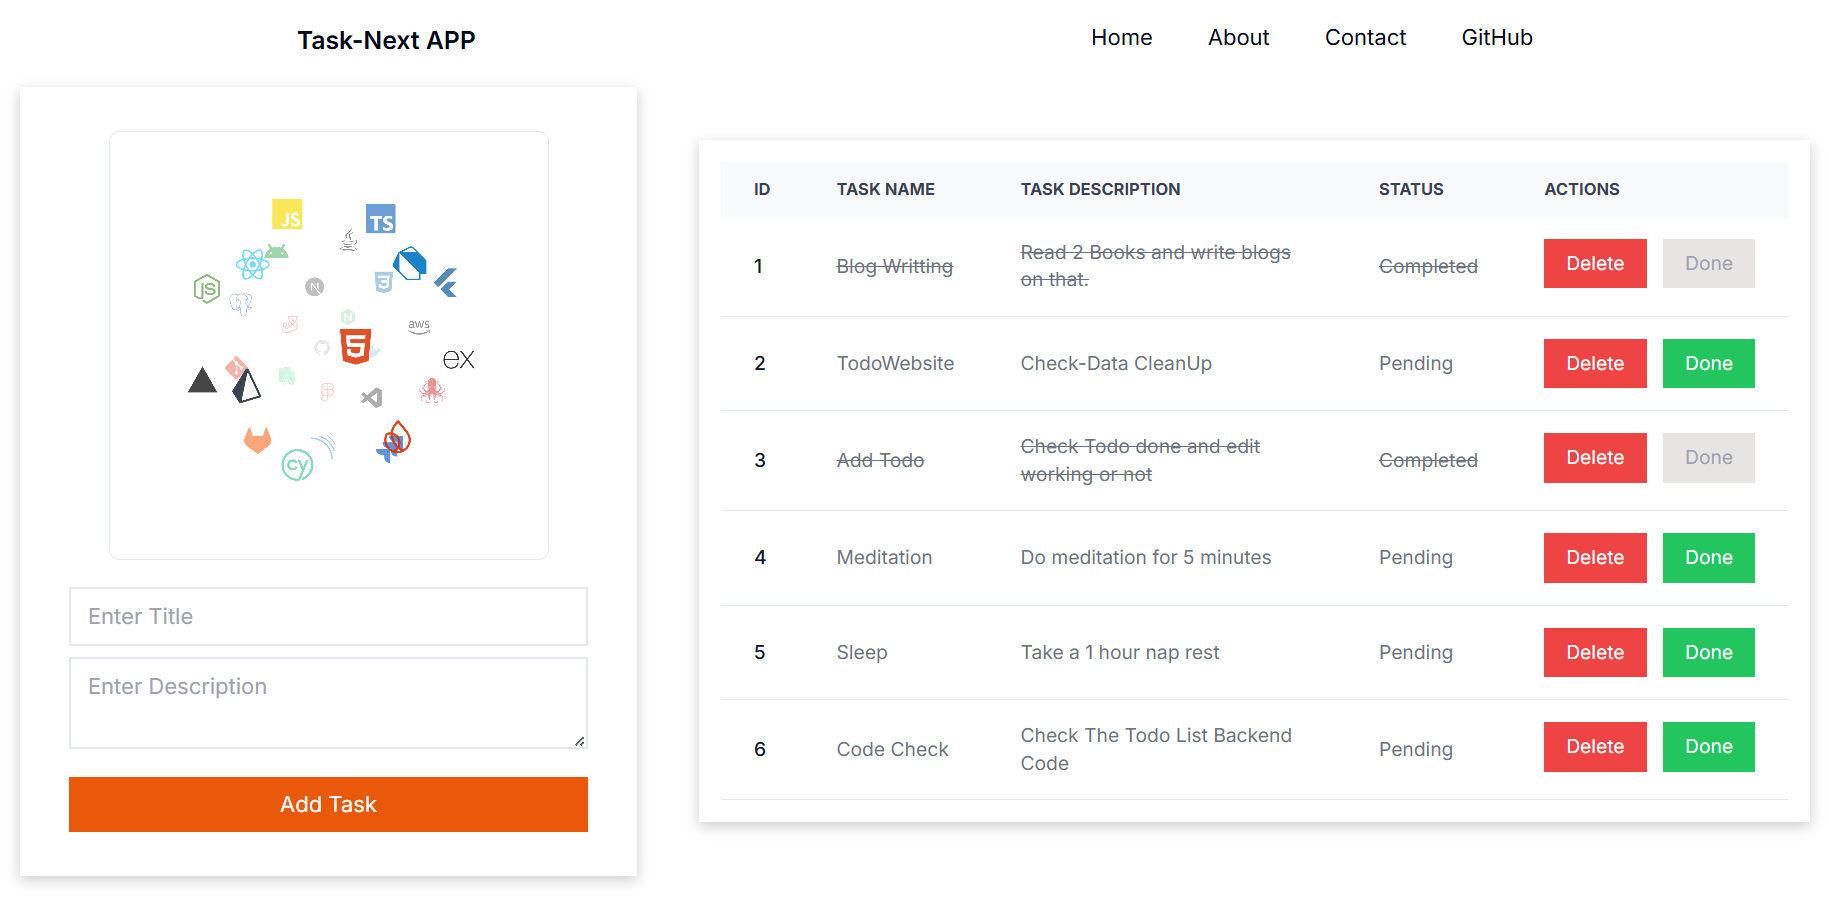 Task-Next APP
Home About Contact GitHub
JS
TS
JS
3
N
N
aws
5
ex
cy
Enter Title
Enter Description
Add Task
ID TASK NAME TASK DESCRIPTION STATUS ACTIONS
1 Blog Writting Read 2 Books and write blogs on that. Completed Delete Done
2 TodoWebsite Check-Data CleanUp Pending Delete Done
3 Add Todo Check Todo done and edit working or not Completed Delete Done
4 Meditation Do meditation for 5 minutes Pending Delete Done
5 Sleep Take a 1 hour nap rest Pending Delete Done
6 Code Check Check The Todo List Backend Code Pending Delete Done